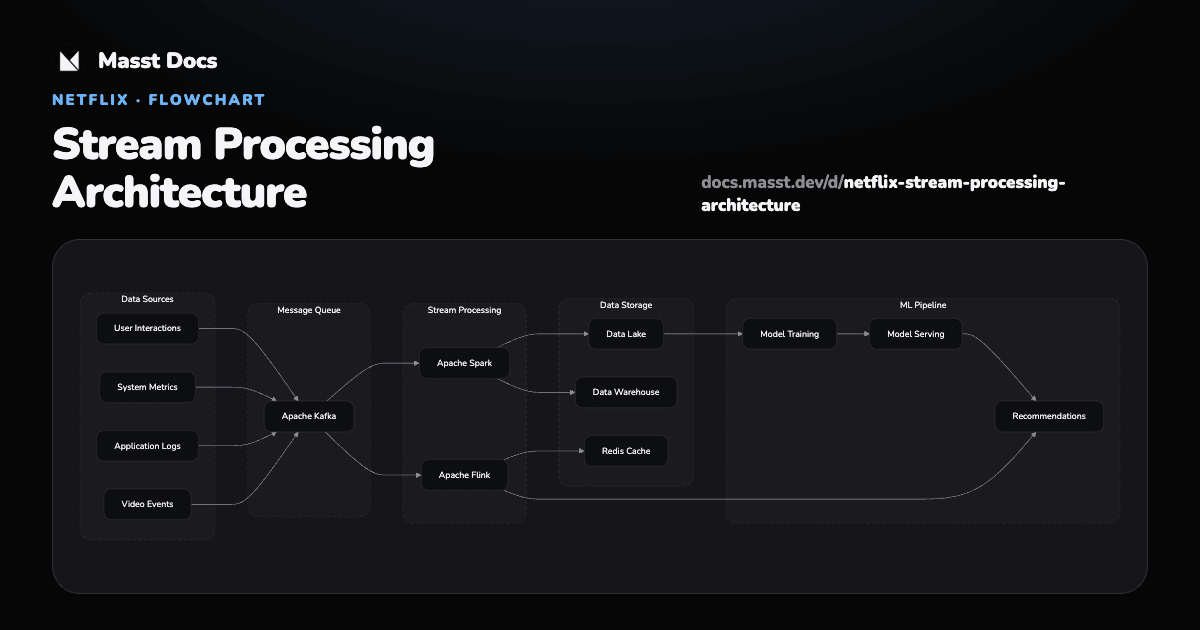 Masst Docs
NETFLIX · FLOWCHART
Stream Processing
Architecture
docs.masst.dev/d/netflix-stream-processing-
architecture
Data Sources
User Interactions
System Metrics
Application Logs
Video Events
Message Queue
Apache Kafka
Stream Processing
Apache Spark
Apache Flink
Data Storage
Data Lake
Data Warehouse
Redis Cache
ML Pipeline
Model Training
Model Serving
Recommendations